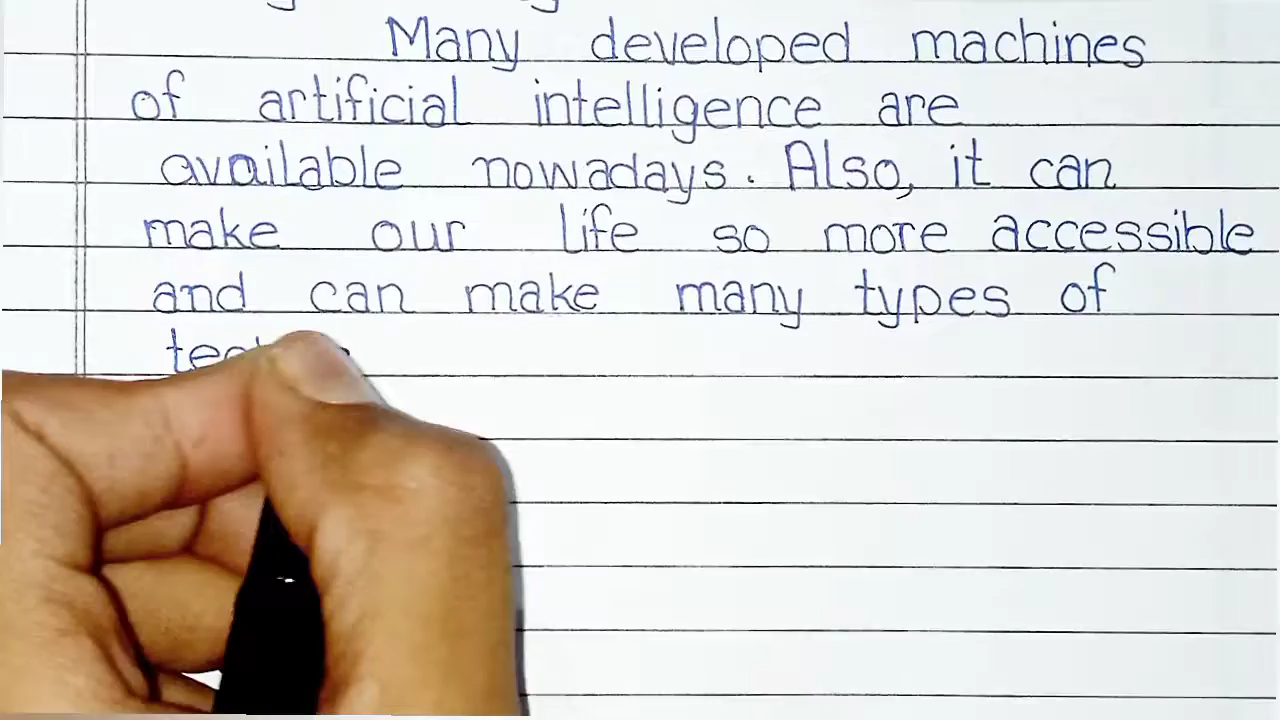 Many developed machines
of artificial intelligence are
available nowadays. Also, it can
make our life so more accessible
and can make many types of